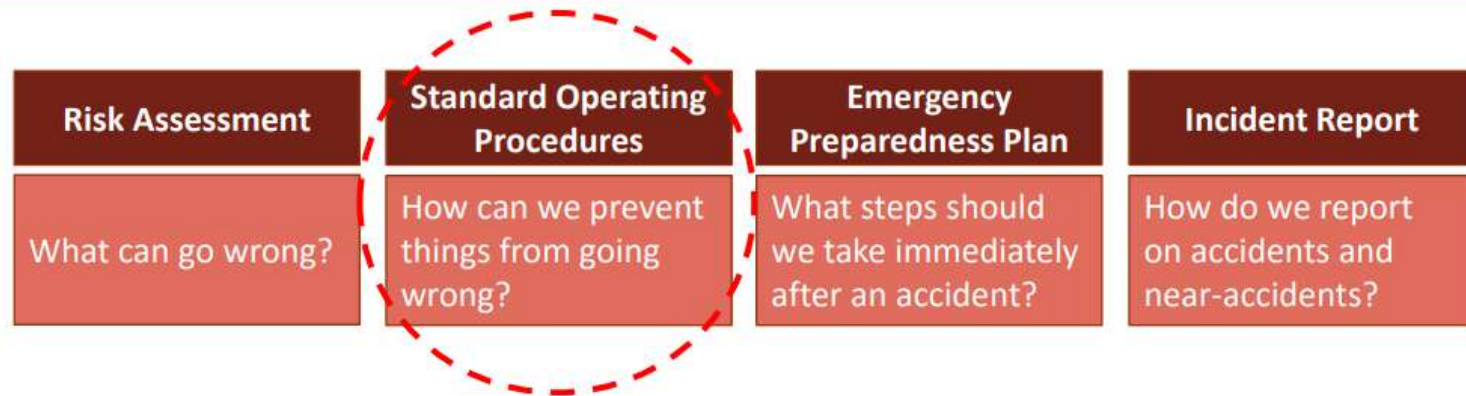 Risk Assessment
What can go wrong?
Standard Operating
Procedures
How can we prevent
things from going
wrong?
Emergency
Preparedness Plan
What steps should
we take immediately
after an accident?
Incident Report
How do we report
on accidents and
near-accidents?